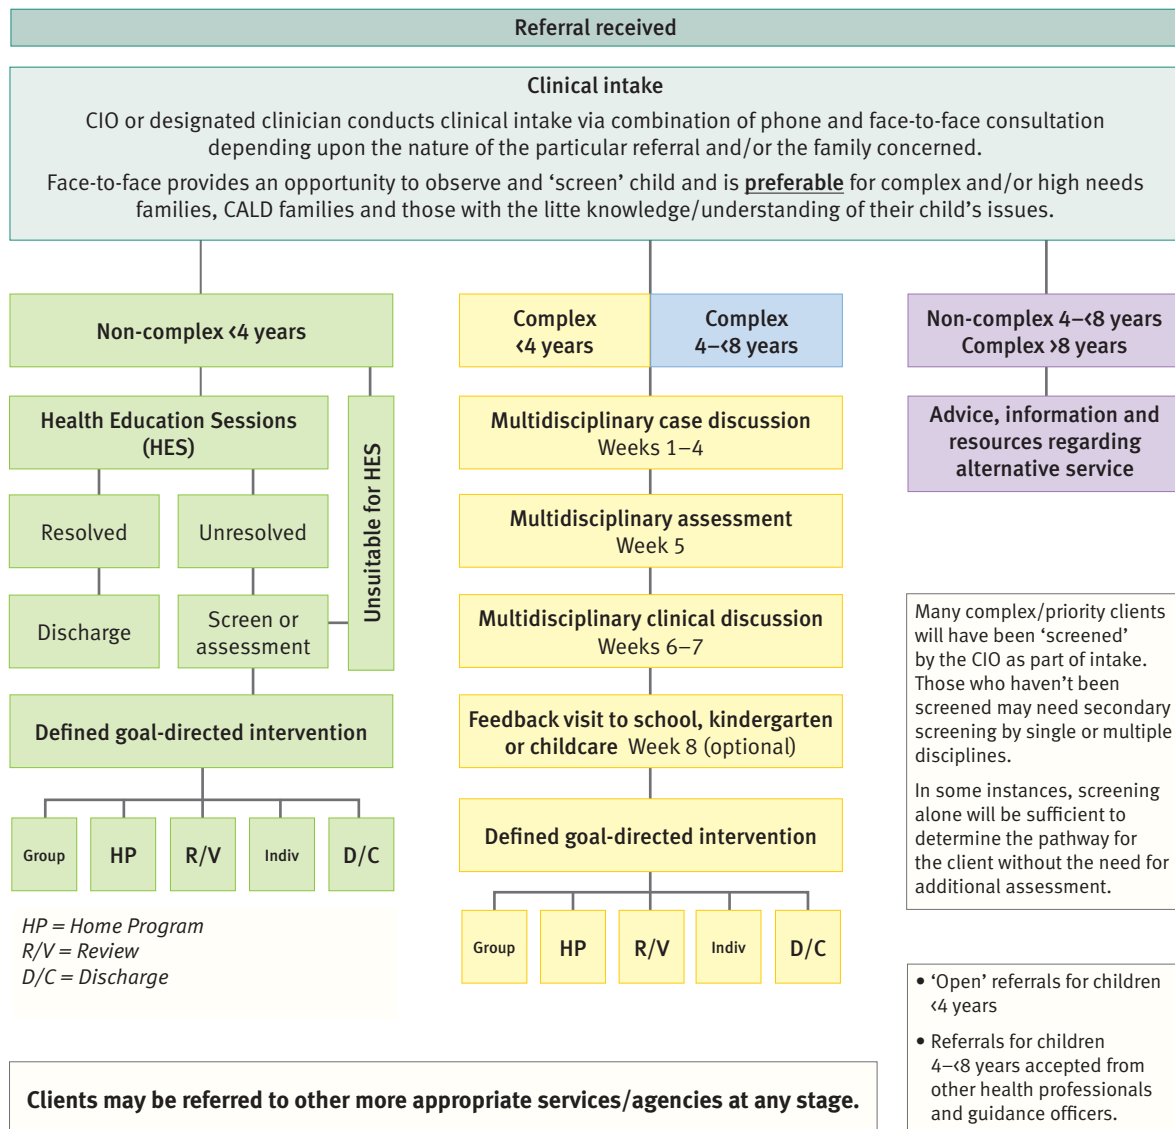 Referral received
Clinical intake
CIO or designated clinician conducts clinical intake via combination of phone and face-to-face consultation
depending upon the nature of the particular referral and/or the family concerned.
Face-to-face provides an opportunity to observe and ‘screen’ child and is preferable for complex and/or high needs
families, CALD families and those with the litte knowledge/understanding of their child’s issues.
Non-complex <4 years
Health Education Sessions
(HES)
Unsuitable for HES
Resolved
Unresolved
Discharge
Screen or
assessment
Defined goal-directed intervention
Group
HP
R/V
Indiv
D/C
HP = Home Program
R/V = Review
D/C = Discharge
Complex
<4 years
Complex
4–<8 years
Multidisciplinary case discussion
Weeks 1–4
Multidisciplinary assessment
Week 5
Multidisciplinary clinical discussion
Weeks 6–7
Feedback visit to school, kindergarten
or childcare Week 8 (optional)
Defined goal-directed intervention
Group
HP
R/V
Indiv
D/C
Non-complex 4–<8 years
Complex >8 years
Advice, information and
resources regarding
alternative service
Many complex/priority clients
will have been ‘screened’
by the CIO as part of intake.
Those who haven’t been
screened may need secondary
screening by single or multiple
disciplines.
In some instances, screening
alone will be sufficient to
determine the pathway for
the client without the need for
additional assessment.
• ‘Open’ referrals for children
<4 years
• Referrals for children
4–<8 years accepted from
other health professionals
and guidance officers.
Clients may be referred to other more appropriate services/agencies at any stage.